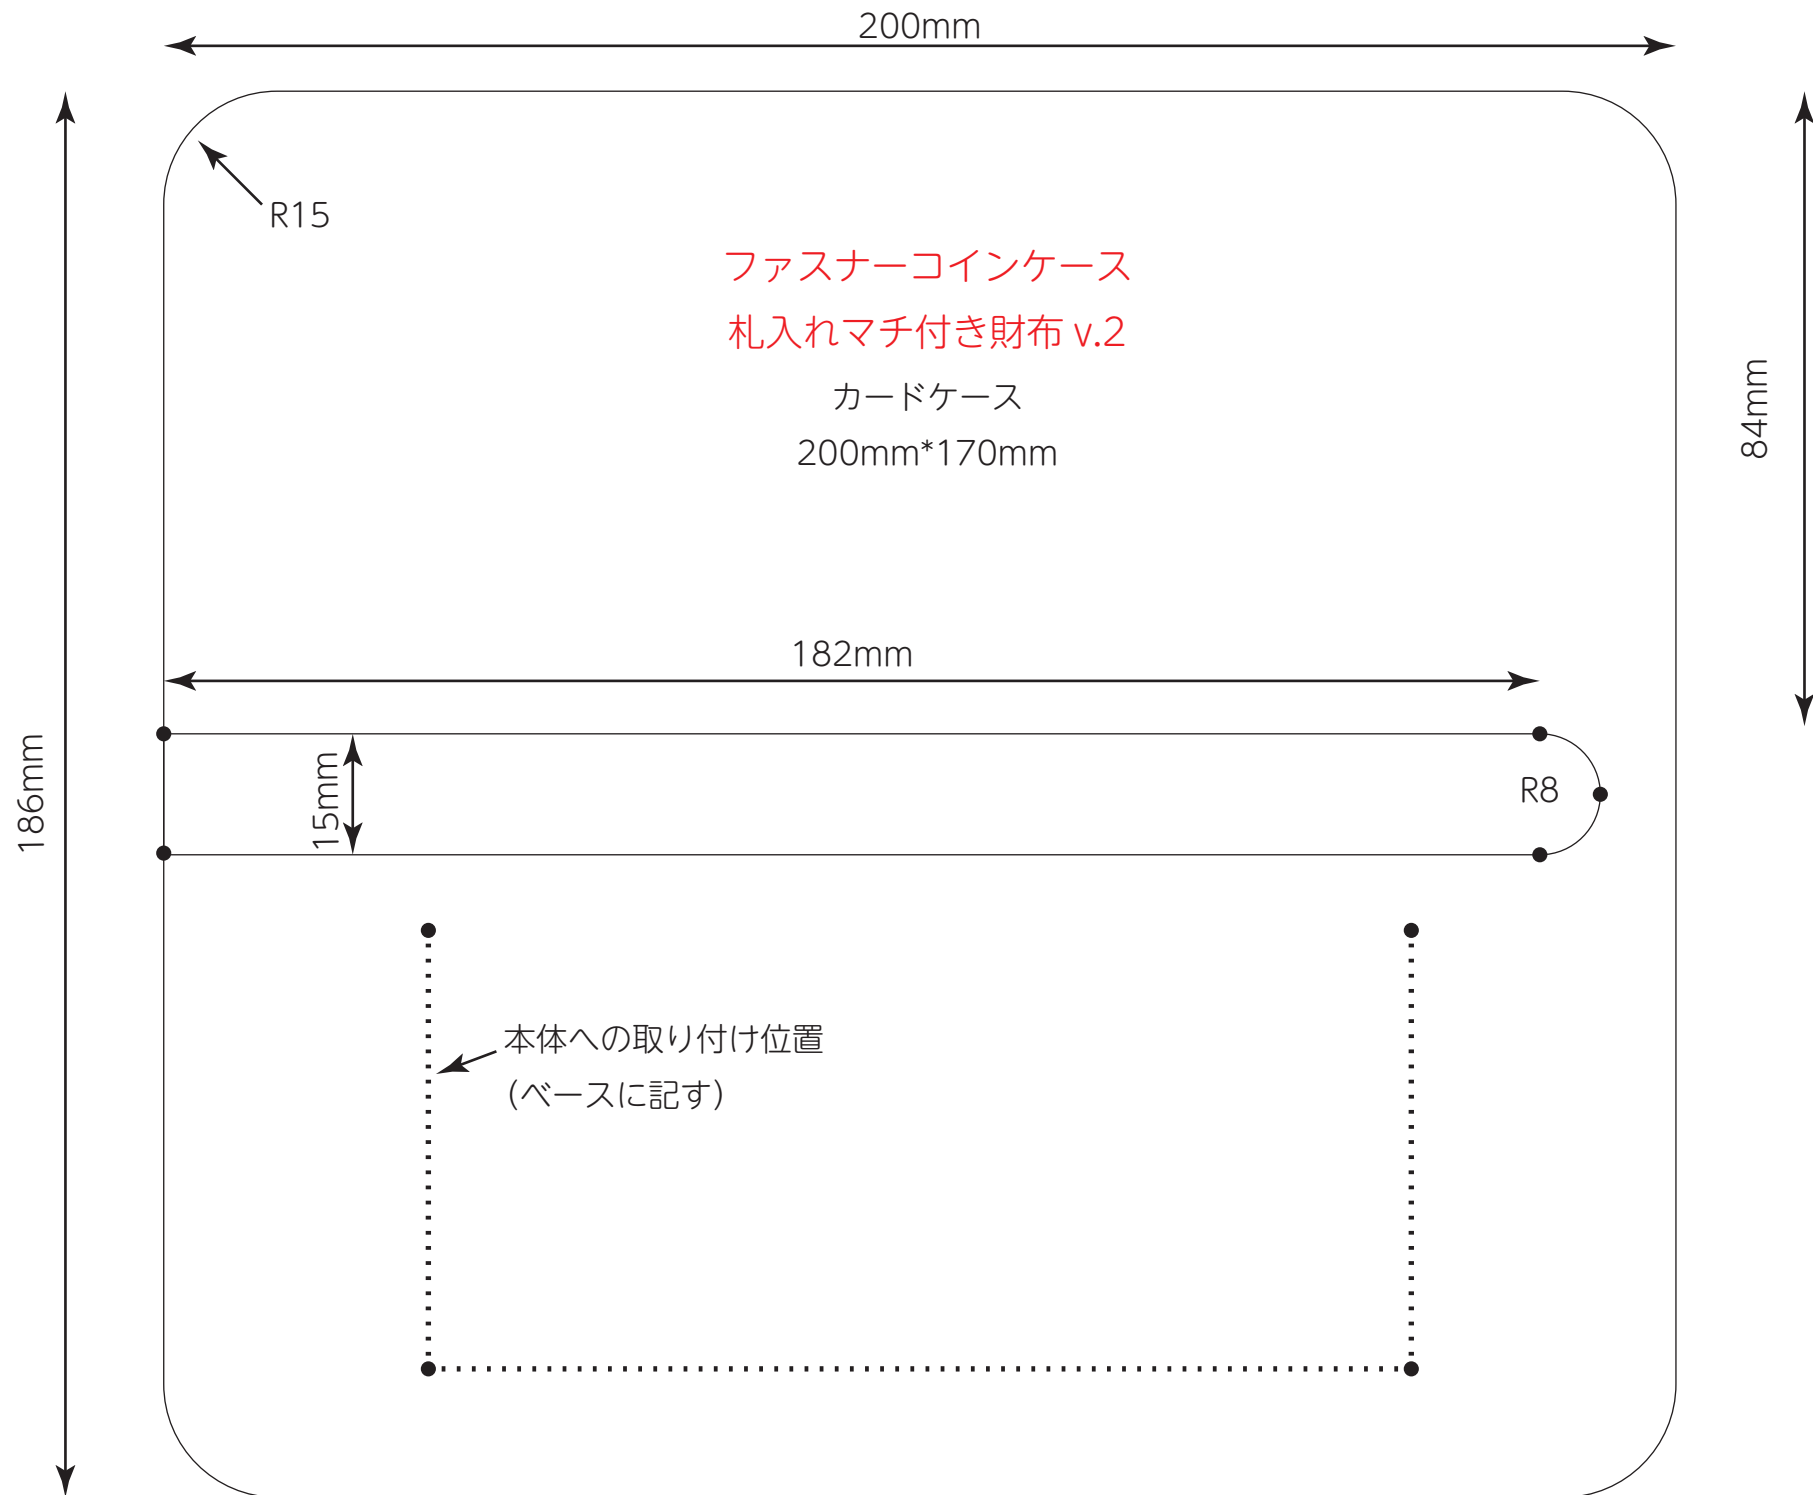 200mm
R15
ファスナーコインケース
札入れマチ付き財布 v.2
カードケース
200mm*170mm
84mm
182mm
186mm
15mm
R8
本体への取り付け位置
(ベースに記す)